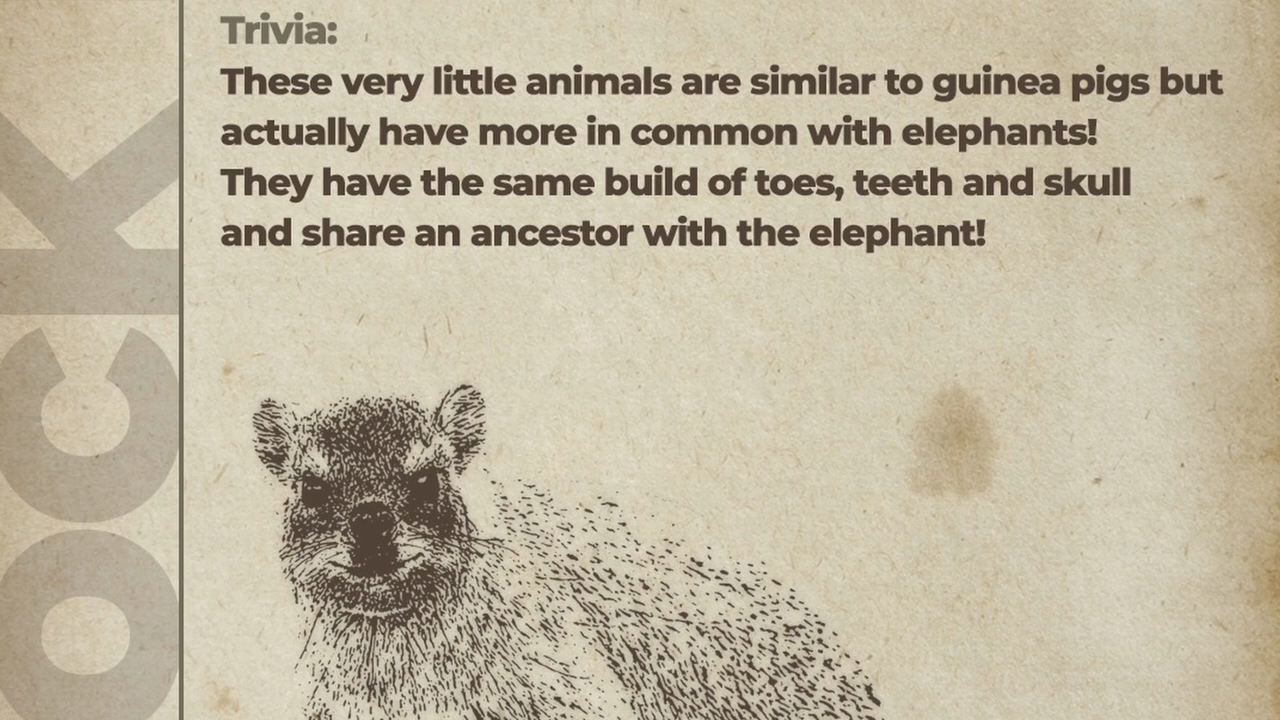 Trivia:
These very little animals are similar to guinea pigs but
actually have more in common with elephants!
They have the same build of toes, teeth and skull
and share an ancestor with the elephant!
OCK